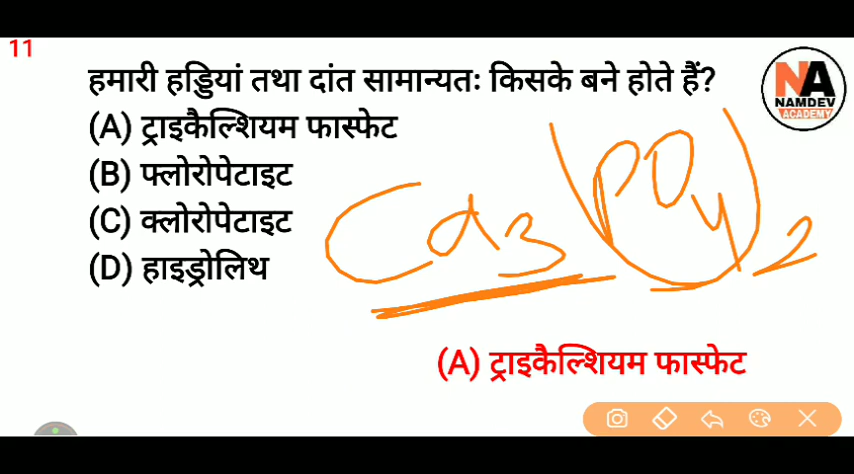 11
हमारी हड्डियां तथा दांत सामान्यतः किसके बने होते हैं?
(A) ट्राइकैल्शियम फास्फेट
(B) फ्लोरोपेटाइट
(C) क्लोरोपेटाइट
(D) हाइड्रोलिथ
Ca3(PO4)2
(A) ट्राइकैल्शियम फास्फेट
NA
NAMDEV
ACADEMY